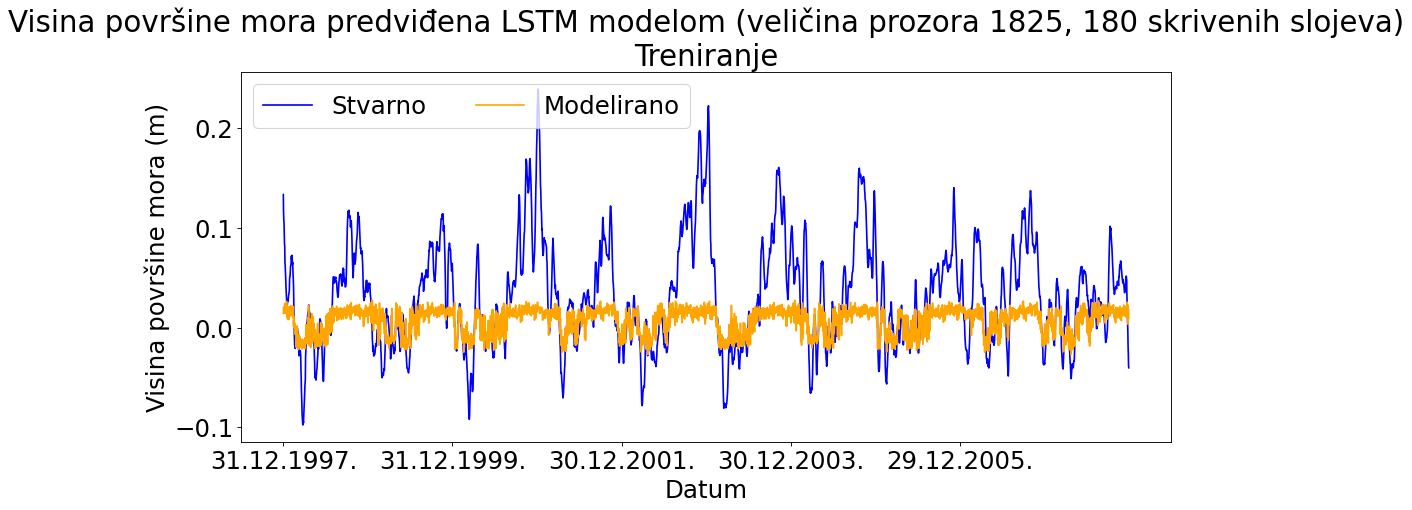 Visina površine mora predviđena LSTM modelom (veličina prozora 1825, 180 skrivenih slojeva)
Treniranje
Stvarno Modelirano
Visina površine mora (m)
0.2
0.1
0.0
−0.1
31.12.1997. 31.12.1999. 30.12.2001. 30.12.2003. 29.12.2005.
Datum